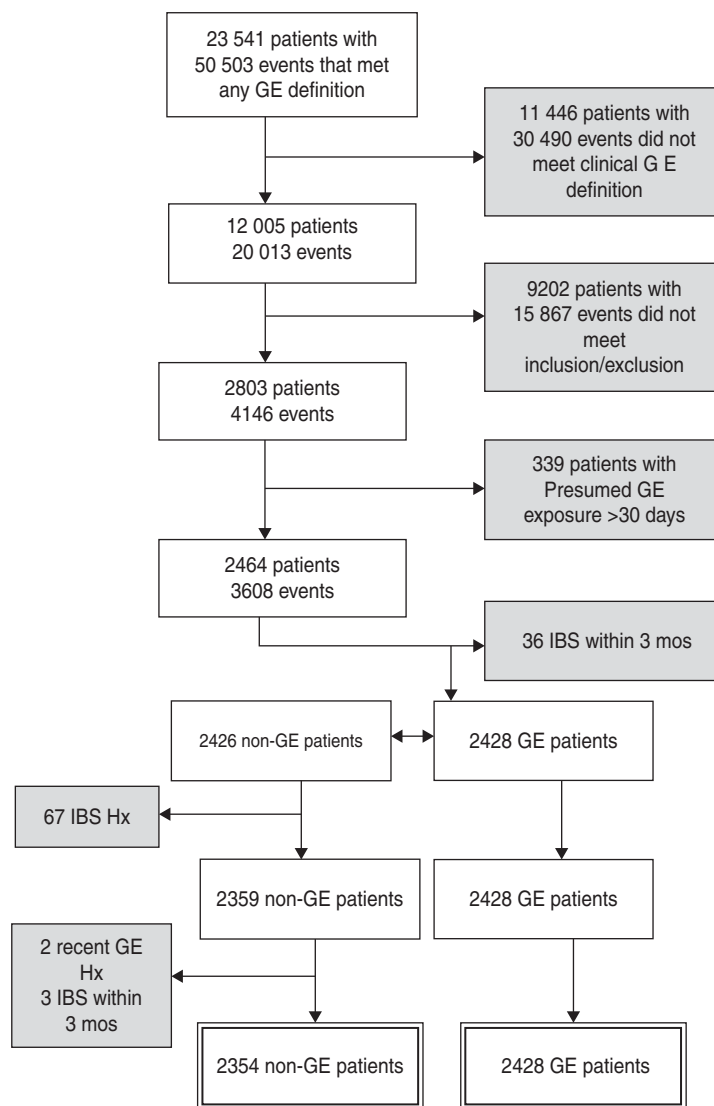 23 541 patients with
50 503 events that met
any GE definition
11 446 patients with
30 490 events did not
meet clinical G E
definition
12 005 patients
20 013 events
9202 patients with
15 867 events did not
meet
inclusion/exclusion
2803 patients
4146 events
339 patients with
Presumed GE
exposure >30 days
2464 patients
3608 events
36 IBS within 3 mos
2426 non-GE patients
2428 GE patients
67 IBS Hx
2359 non-GE patients
2428 GE patients
2 recent GE
Hx
3 IBS within
3 mos
2354 non-GE patients
2428 GE patients